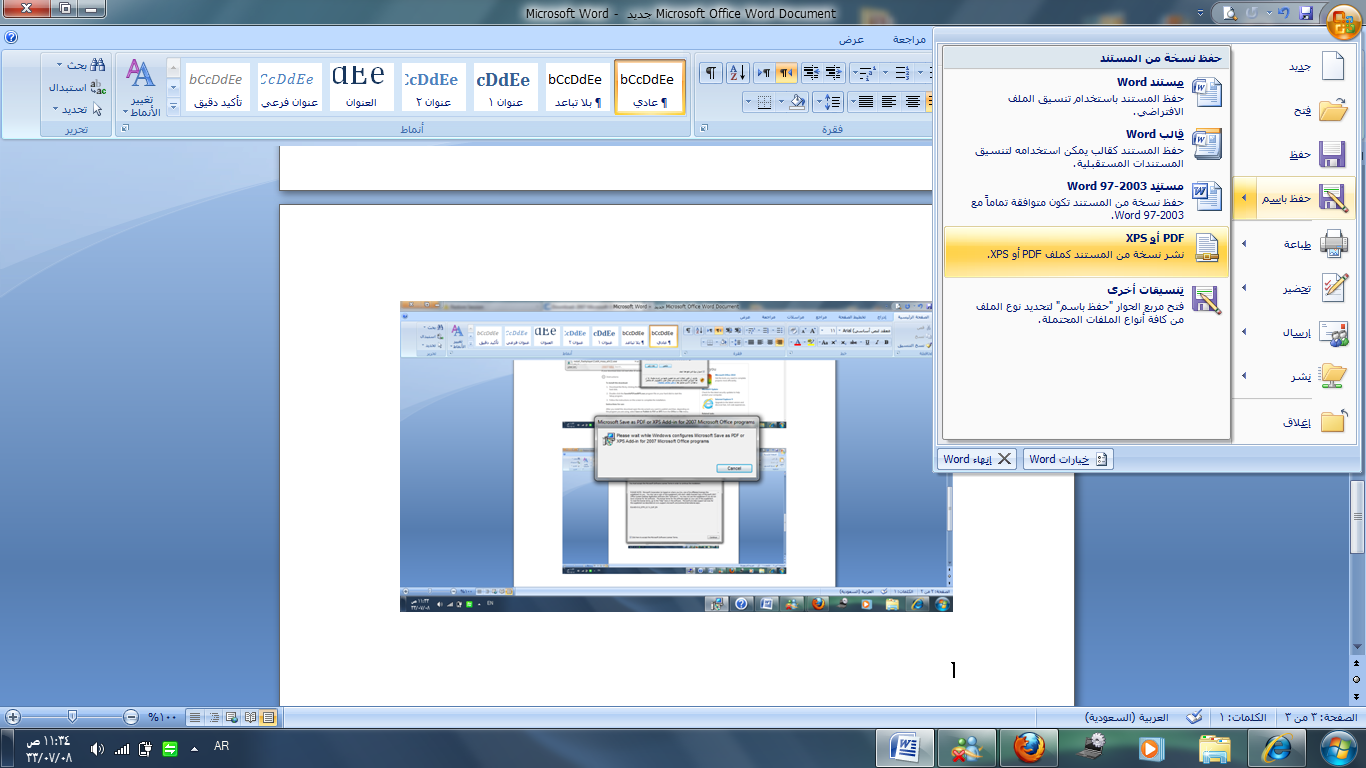 جديد Microsoft Office Word Document - Microsoft Word
مراجعة
عرض
عادي ¶
بلا تباعد ¶
عنوان ١
عنوان ٢
العنوان
عنوان فرعي
تأكيد دقيق
تغيير
الأنماط
بحث
استبدال
تحديد
فقرة
أنماط
تحرير
جديد
فتح
حفظ
حفظ باسم
طباعة
تحضير
إرسال
نشر
إغلاق
حفظ نسخة من المستند
مستند Word
حفظ المستند باستخدام تنسيق الملف
الافتراضي.
قالب Word
حفظ المستند كقالب يمكن استخدامه لتنسيق
المستندات المستقبلية.
مستند Word 97-2003
حفظ نسخة من المستند تكون متوافقة تماماً مع
Word 97-2003.
PDF أو XPS
نشر نسخة من المستند كملف PDF أو XPS.
تنسيقات أخرى
فتح مربع الحوار "حفظ باسم" لتحديد نوع الملف
من كافة أنواع الملفات المحتملة.
خيارات Word
إنهاء Word
Microsoft Save as PDF or XPS Add-in for 2007 Microsoft Office programs
Please wait while Windows configures Microsoft Save as PDF or
XPS Add-in for 2007 Microsoft Office programs
Cancel
الصفحة: ٣ من ٣
الكلمات: ١
العربية (السعودية)
١٠٠%
AR
١١:٣٤ ص
٣٣/٠٧/٠٨